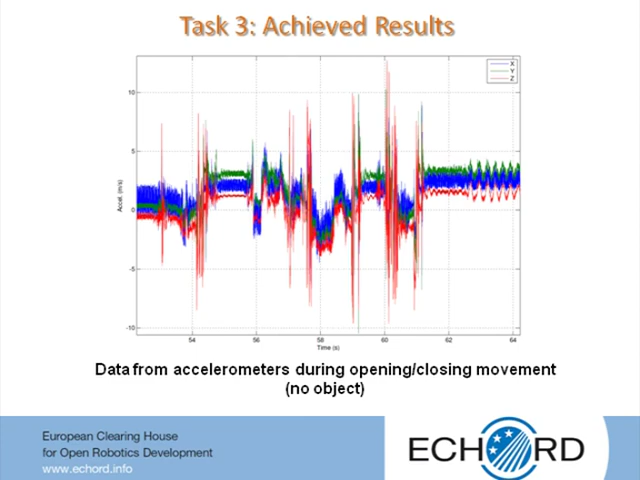 Task 3: Achieved Results
X
Y
Z
10
5
0
-5
-10
Accel. (m/s)
54
56
58
60
62
64
Time (s)
Data from accelerometers during opening/closing movement
(no object)
European Clearing House
for Open Robotics Development
www.echord.info
ECHORD